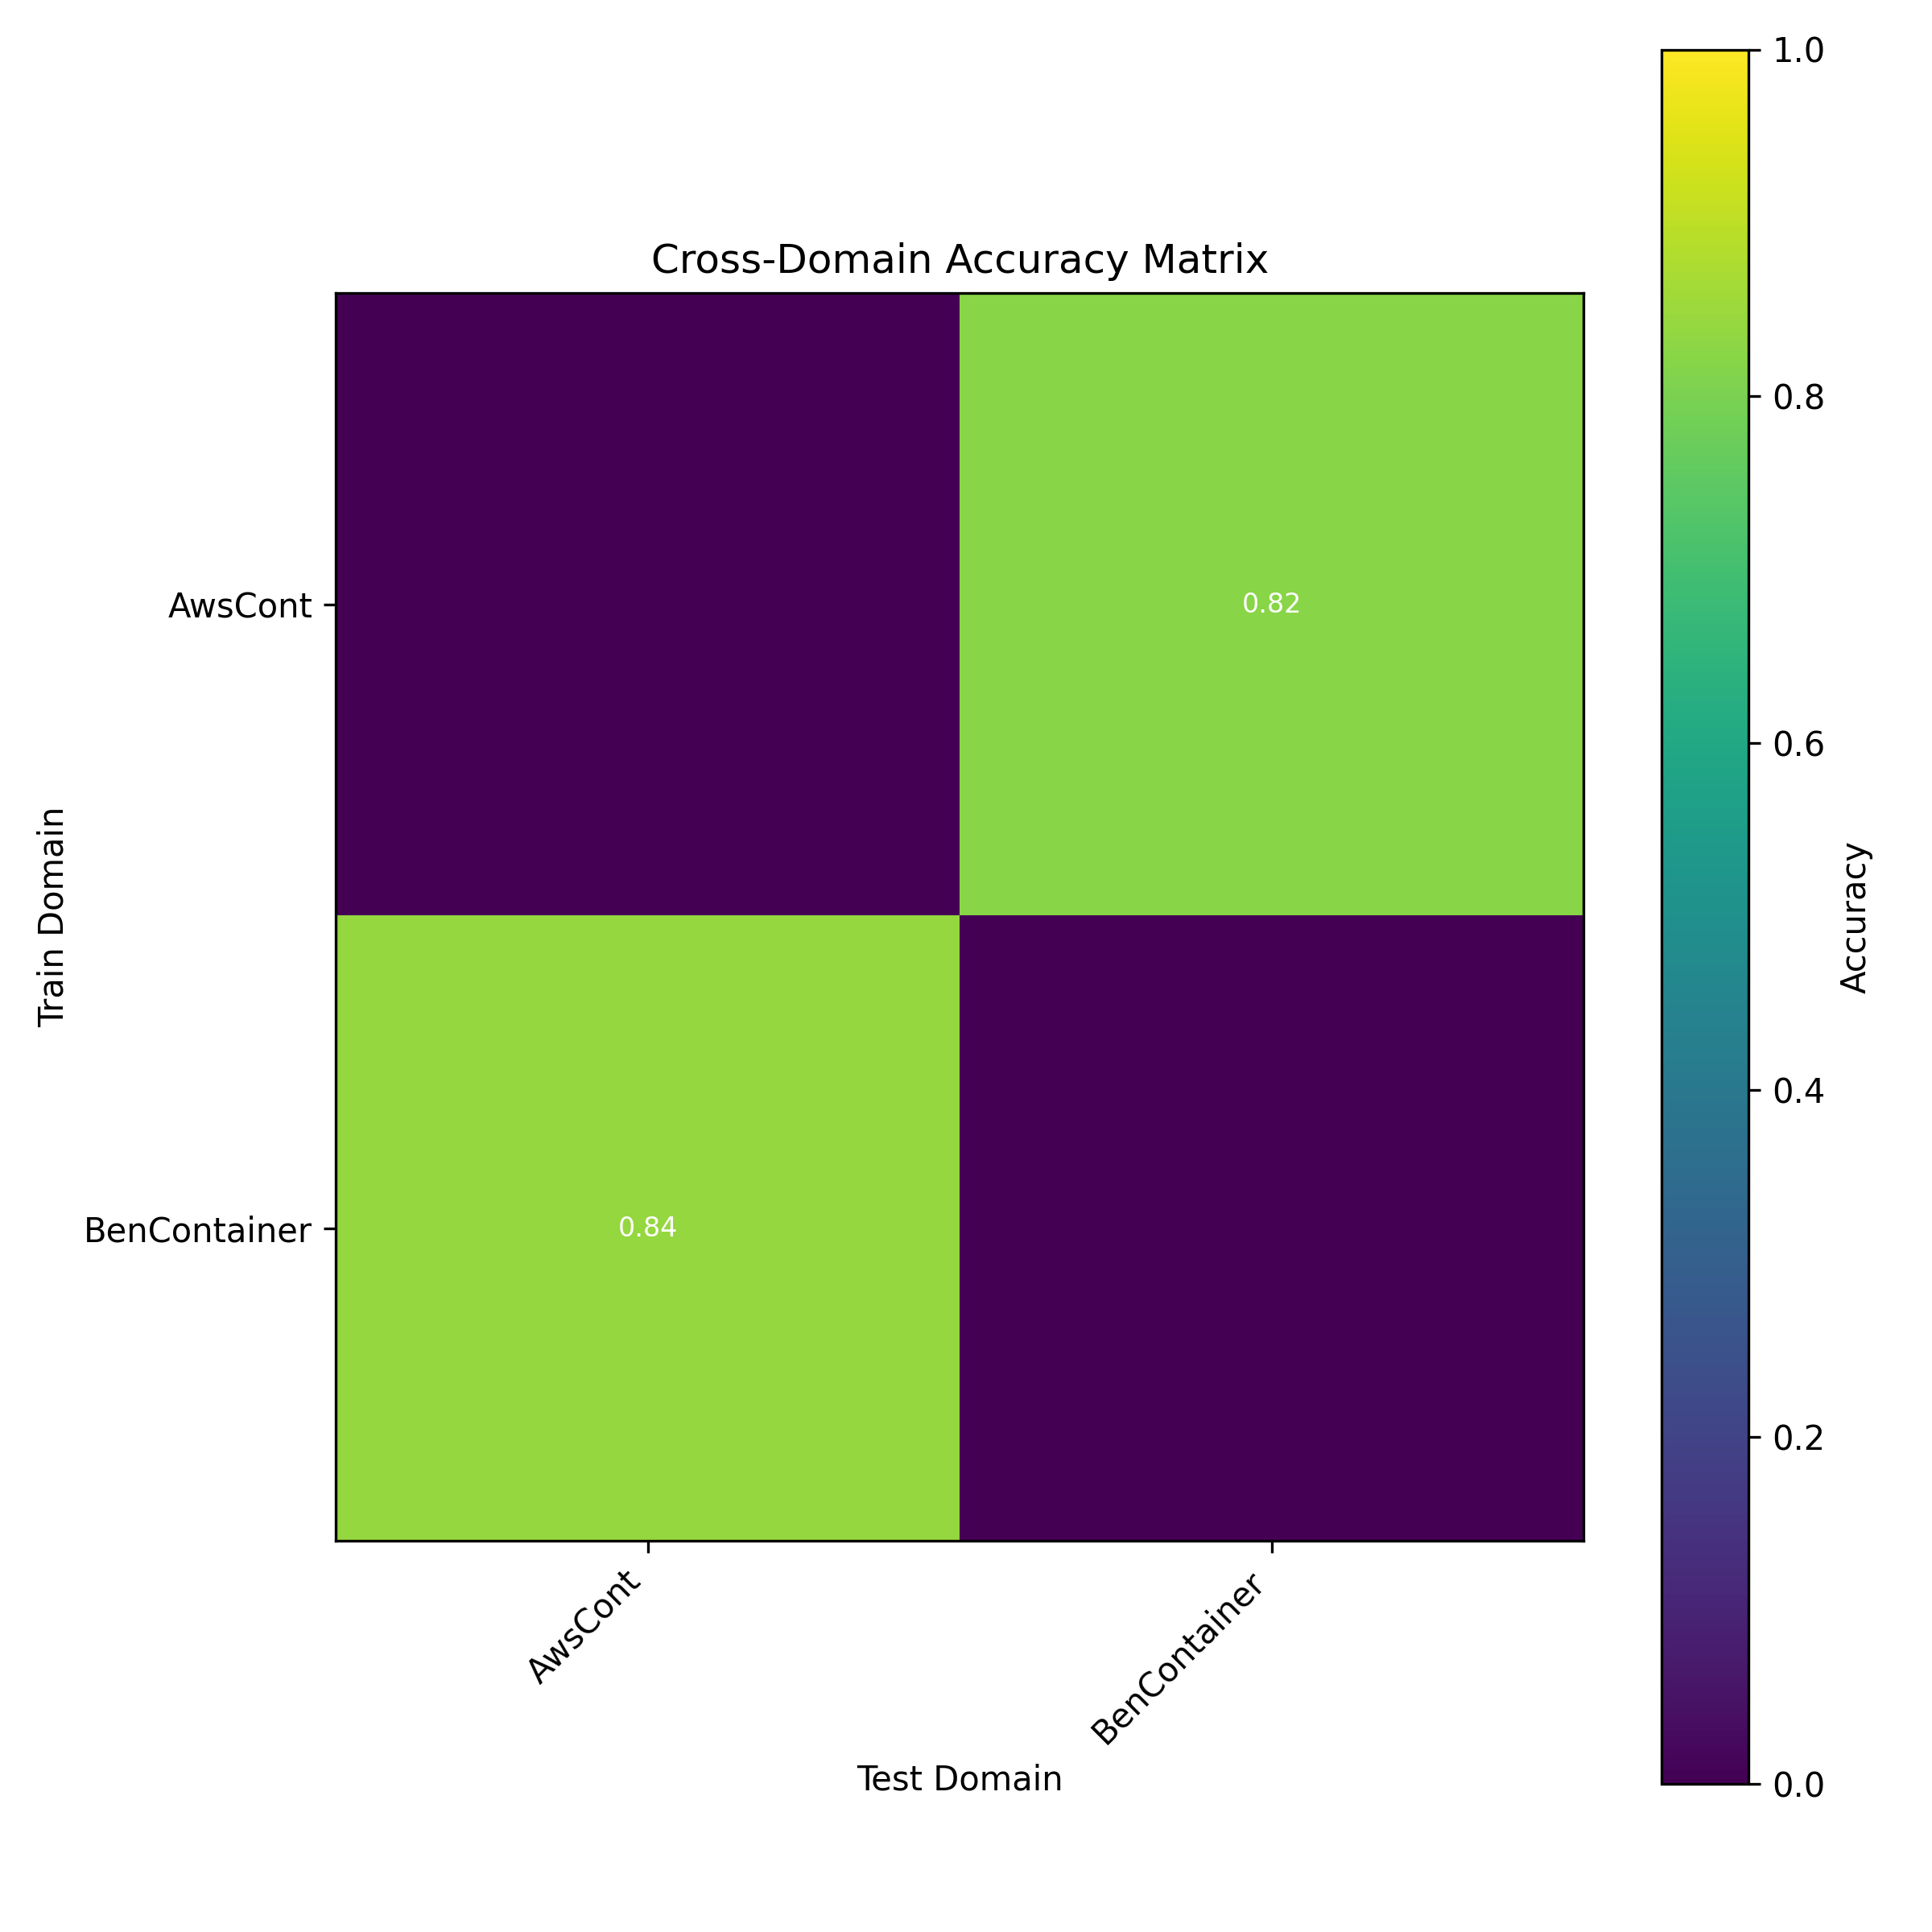 Cross-Domain Accuracy Matrix
AwsCont
BenContainer
Train Domain
0.82
0.84
AwsCont
BenContainer
Test Domain
1.0
0.8
0.6
0.4
0.2
0.0
Accuracy